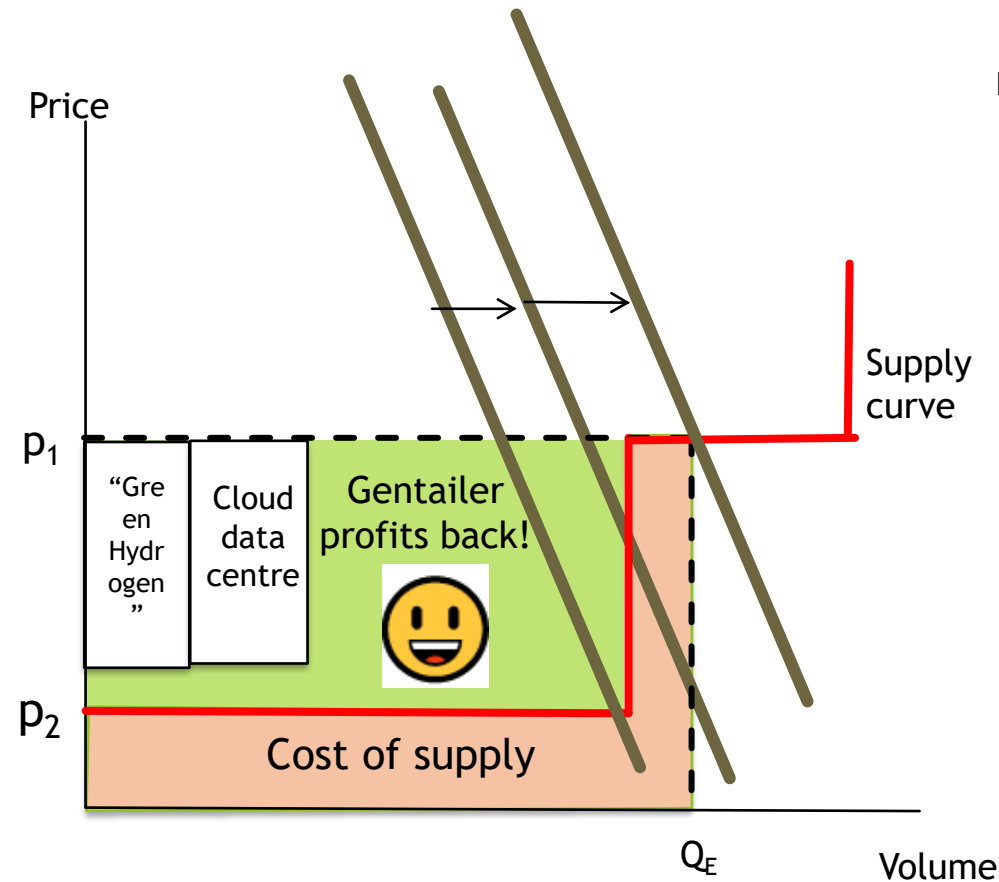 Price
p₁
“Gre
en
Hydr
ogen
”
Cloud
data
centre
Gentailer
profits back!
Supply
curve
p₂
Cost of supply
Q_E
Volume